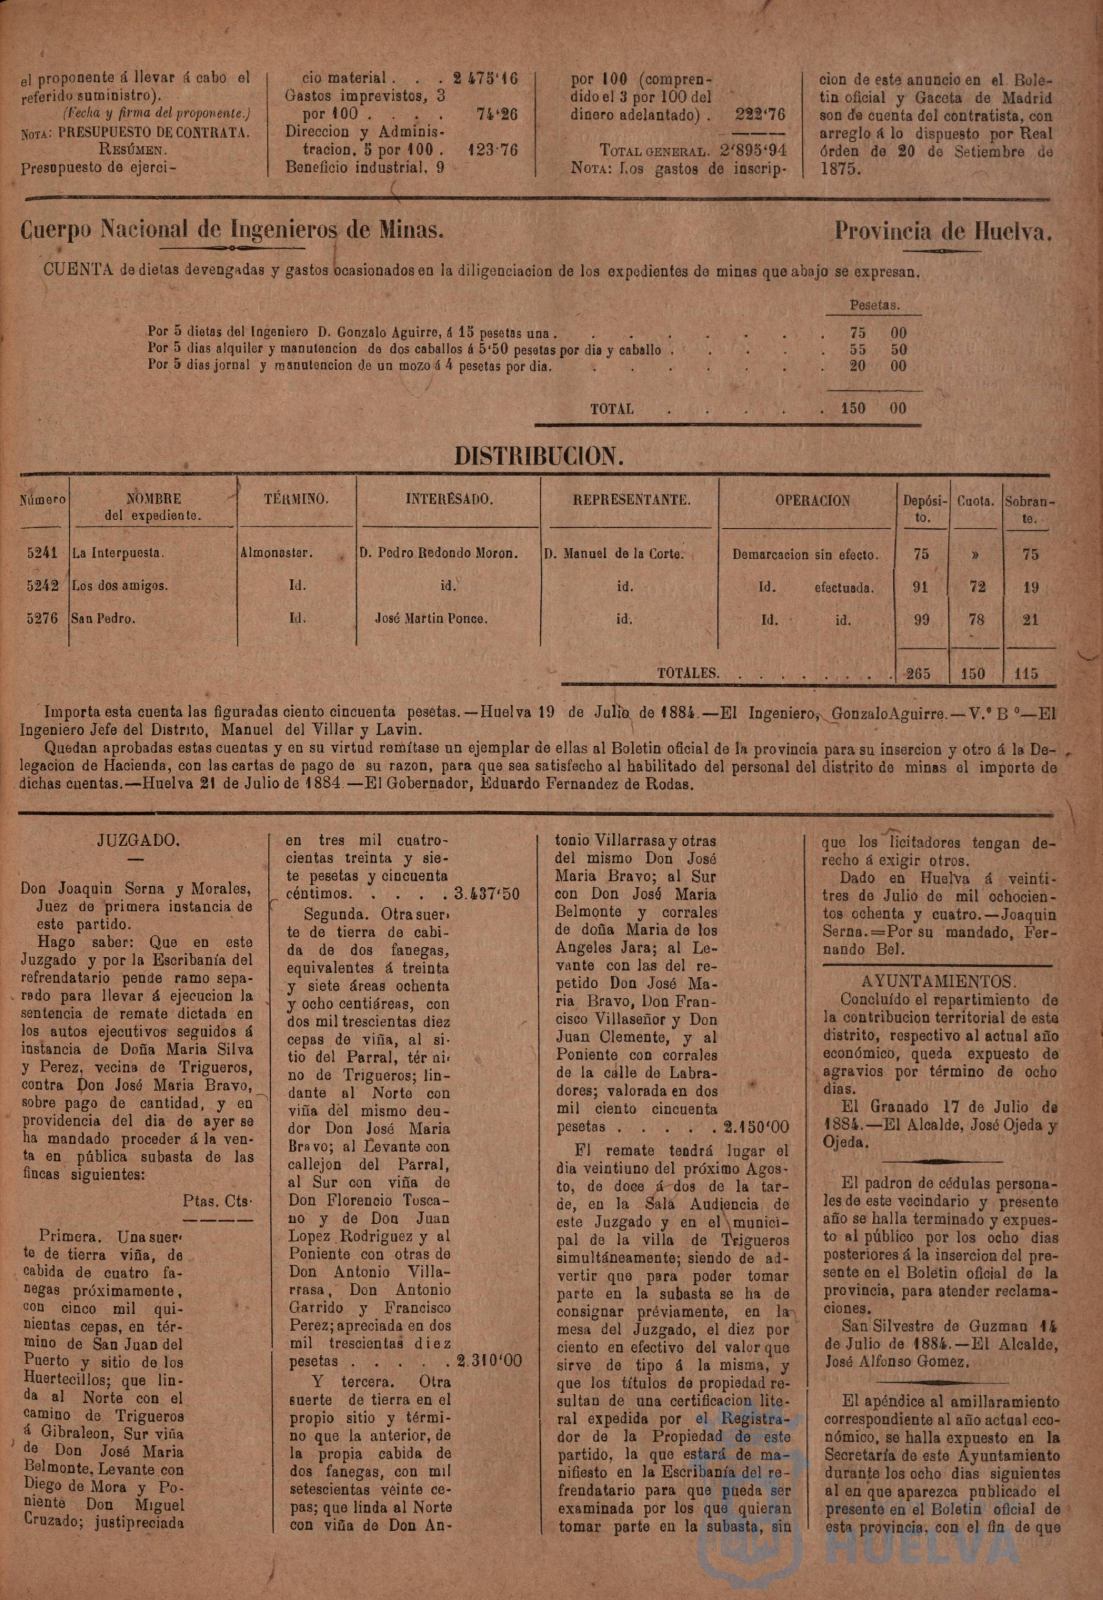 el proponente á llevar á cabo el
referido suministro).
(Fecha y firma del proponente.)
NOTA: PRESUPUESTO DE CONTRATA.
RESÚMEN.
Presupuesto de ejerci-
cio material . . . 2 475'16
Gastos imprevistos, 3
por 100 . . . . 74'26
Direccion y Adminis-
tracion, 5 por 100 . 123·76
Beneficio industrial, 9
por 100 (compren-
dido el 3 por 100 del
dinero adelantado) . 222'76
TOTAL GENERAL. 2'895'94
NOTA: Los gastos de inscrip-
cion de este anuncio en el Bole-
tin oficial y Gaceta de Madrid
son de cuenta del contratista, con
arreglo á lo dispuesto por Real
órden de 20 de Setiembre de
1875.
Cuerpo Nacional de Ingenieros de Minas. Provincia de Huelva.
CUENTA de dietas devengadas y gastos ocasionados en la diligenciacion de los expedientes de minas que abajo se expresan.
Pesetas.
Por 5 dietas del Ingeniero D. Gonzalo Aguirre, á 15 pesetas una . . . . . . . . 75 00
Por 5 dias alquiler y manutencion de dos caballos á 5'50 pesetas por dia y caballo . . . . . 55 50
Por 5 dias jornal y manutencion de un mozo á 4 pesetas por dia. . . . . . . 20 00
TOTAL . . . . . 150 00
DISTRIBUCION.
Número NOMBRE del expediente. TÉRMINO. INTERESADO. REPRESENTANTE. OPERACION Depósi-to. Cuota. Sobran-te.
5241 La Interpuesta. Almonaster. D. Pedro Redondo Moron. D. Manuel de la Corte. Demarcacion sin efecto. 75 » 75
5242 Los dos amigos. Id. id. id. Id. efectuada. 91 72 19
5276 San Pedro. Id. José Martin Ponce. id. Id. id. 99 78 21
TOTALES. . . . . . . . . 265 150 115
Importa esta cuenta las figuradas ciento cincuenta pesetas.—Huelva 19 de Julio de 1884.—El Ingeniero, Gonzalo Aguirre.—V.° B °—El
Ingeniero Jefe del Distrito, Manuel del Villar y Lavin.
Quedan aprobadas estas cuentas y en su virtud remítase un ejemplar de ellas al Boletin oficial de la provincia para su insercion y otro á la De-
legacion de Hacienda, con las cartas de pago de su razon, para que sea satisfecho al habilitado del personal del distrito de minas el importe de
dichas cuentas.—Huelva 21 de Julio de 1884.—El Gobernador, Eduardo Fernandez de Rodas.
JUZGADO.
Don Joaquin Serna y Morales,
Juez de primera instancia de
este partido.
Hago saber: Que en este
Juzgado y por la Escribanía del
refrendatario pende ramo sepa-
rado para llevar á ejecucion la
sentencia de remate dictada en
los autos ejecutivos seguidos á
instancia de Doña Maria Silva
y Perez, vecina de Trigueros,
contra Don José Maria Bravo,
sobre pago de cantidad, y en
providencia del dia de ayer se
ha mandado proceder á la ven-
ta en pública subasta de las
fincas siguientes:
Ptas. Cts.
Primera. Una suer-
te de tierra viña, de
cabida de cuatro fa-
negas próximamente,
con cinco mil qui-
nientas cepas, en tér-
mino de San Juan del
Puerto y sitio de los
Huertecillos; que lin-
da al Norte con el
camino de Trigueros
á Gibraleon, Sur viña
de Don José Maria
Belmonte, Levante con
Diego de Mora y Po-
niente Don Miguel
Cruzado; justipreciada
en tres mil cuatro-
cientas treinta y sie-
te pesetas y cincuenta
céntimos. . . . . 3.437'50
Segunda. Otra suer-
te de tierra de cabi-
da de dos fanegas,
equivalentes á treinta
y siete áreas ochenta
y ocho centiáreas, con
dos mil trescientas diez
cepas de viña, al si-
tio del Parral, térmi-
no de Trigueros; lin-
dante al Norte con
viña del mismo deu-
dor Don José Maria
Bravo; al Levante con
callejon del Parral,
al Sur con viña de
Don Florencio Tosca-
no y de Don Juan
Lopez Rodriguez y al
Poniente con otras de
Don Antonio Villa-
rrasa, Don Antonio
Garrido y Francisco
Perez; apreciada en dos
mil trescientas diez
pesetas . . . . . 2.310'00
Y tercera. Otra
suerte de tierra en el
propio sitio y térmi-
no que la anterior, de
la propia cabida de
dos fanegas, con mil
setescientas veinte ce-
pas; que linda al Norte
con viña de Don An-
tonio Villarrasa y otras
del mismo Don José
Maria Bravo; al Sur
con Don José Maria
Belmonte y corrales
de doña Maria de los
Angeles Jara; al Le-
vante con las del re-
petido Don José Ma-
ria Bravo, Don Fran-
cisco Villaseñor y Don
Juan Clemente, y al
Poniente con corrales
de la calle de Labra-
dores; valorada en dos
mil ciento cincuenta
pesetas . . . . . 2.150'00
El remate tendrá lugar el
dia veintiuno del próximo Agos-
to, de doce á dos de la tar-
de, en la Sala Audiencia de
este Juzgado y en el munici-
pal de la villa de Trigueros
simultáneamente; siendo de ad-
vertir que para poder tomar
parte en la subasta se ha de
consignar préviamente, en la
mesa del Juzgado, el diez por
ciento en efectivo del valor que
sirve de tipo á la misma, y
que los títulos de propiedad re-
sultan de una certificacion lite-
ral expedida por el Registra-
dor de la Propiedad de este
partido, la que estará de ma-
nifiesto en la Escribanía del re-
frendatario para que pueda ser
examinada por los que quieran
tomar parte en la subasta, sin
que los licitadores tengan de-
recho á exigir otros.
Dado en Huelva á veinti-
tres de Julio de mil ochocien-
tos ochenta y cuatro.—Joaquin
Serna.=Por su mandado, Fer-
nando Bel.
AYUNTAMIENTOS.
Concluído el repartimiento de
la contribucion territorial de este
distrito, respectivo al actual año
económico, queda expuesto de
agravios por término de ocho
dias.
El Granado 17 de Julio de
1884.—El Alcalde, José Ojeda y
Ojeda.
El padron de cédulas persona-
les de este vecindario y presente
año se halla terminado y expues-
to al público por los ocho dias
posteriores á la insercion del pre-
sente en el Boletin oficial de la
provincia, para atender reclama-
ciones.
San Silvestre de Guzman 14
de Julio de 1884.—El Alcalde,
José Alfonso Gomez.
El apéndice al amillaramiento
correspondiente al año actual eco-
nómico, se halla expuesto en la
Secretaría de este Ayuntamiento
durante los ocho dias siguientes
al en que aparezca publicado el
presente en el Boletin oficial de
esta provincia, con el fin de que
HUELVA